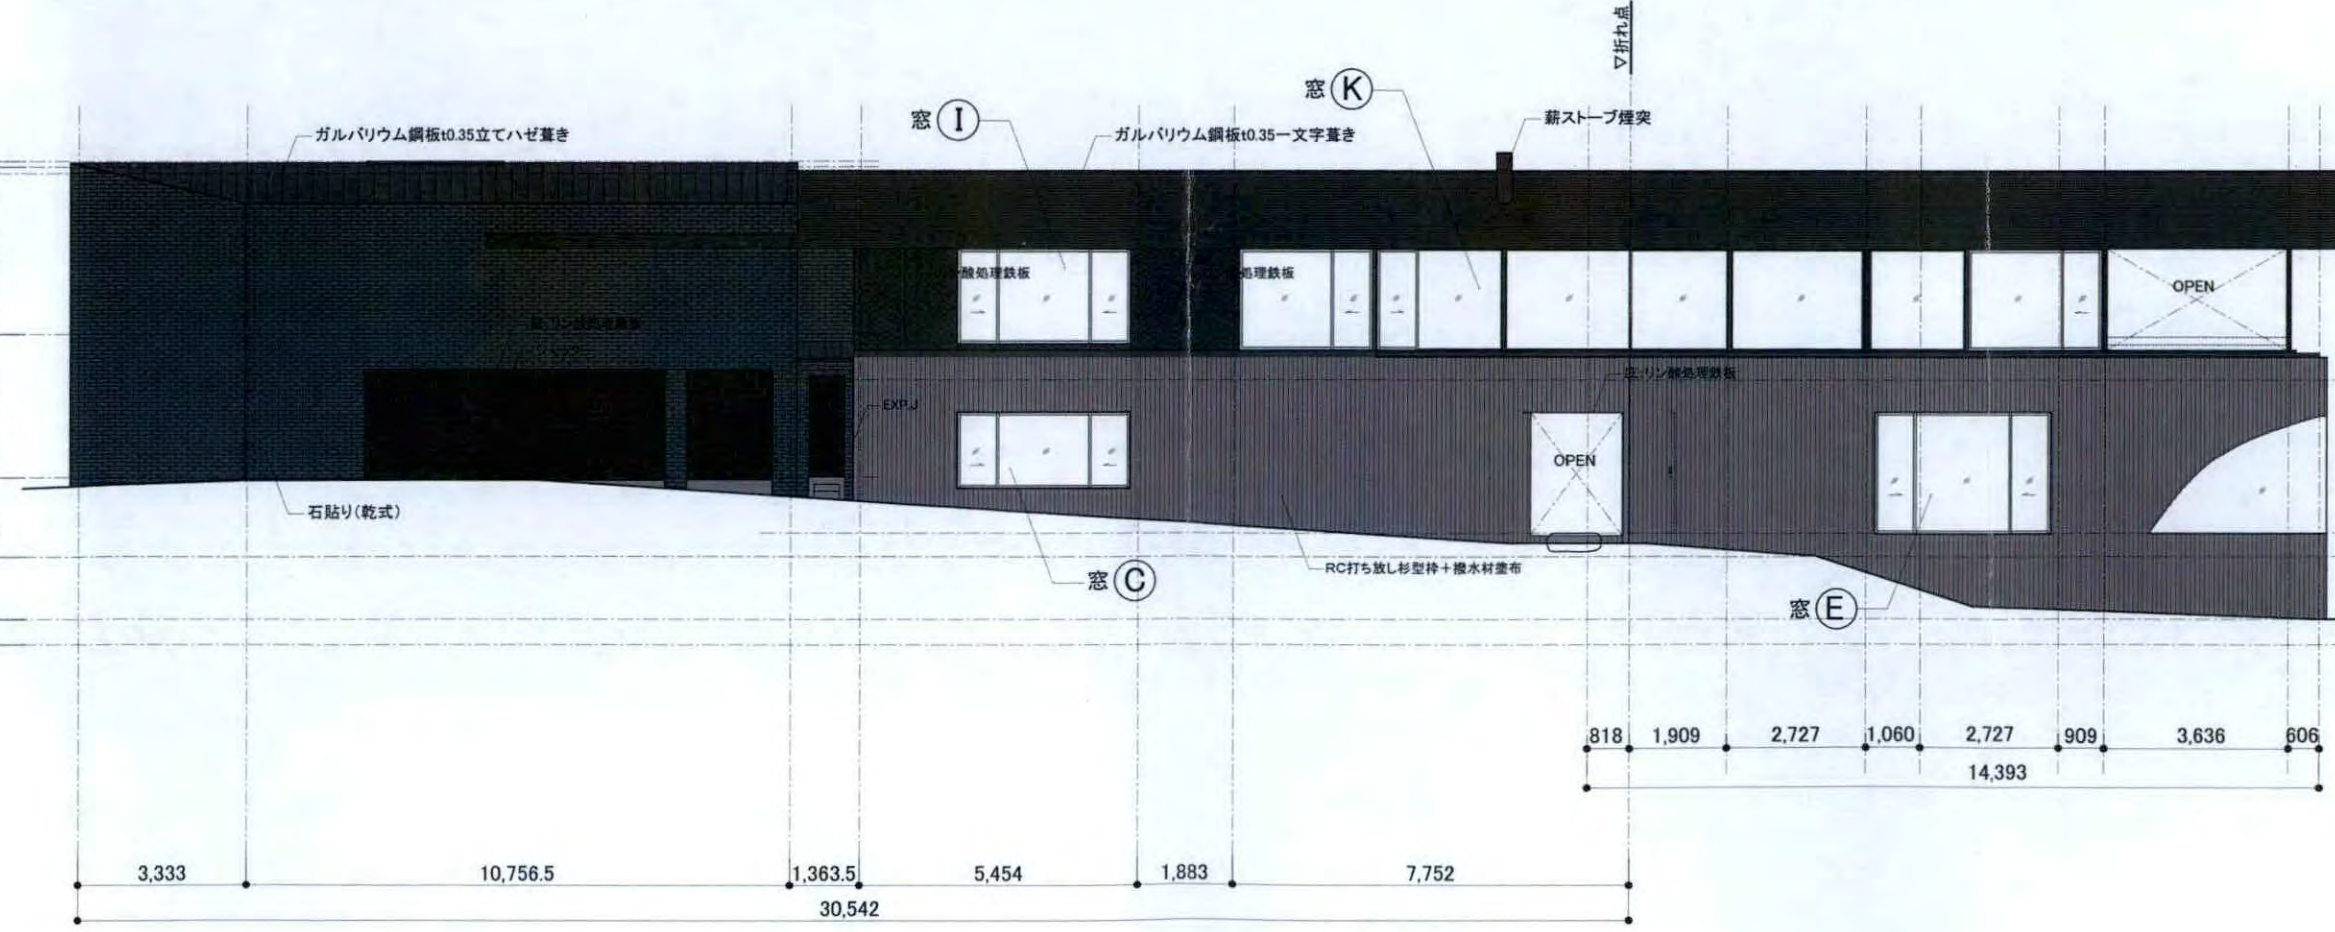 ▽折れ点
窓 K
薪ストーブ煙突
窓 I
ガルバリウム鋼板t0.35立てハゼ葺き
ガルバリウム鋼板t0.35一文字葺き
酸処理鉄板
処理鉄板
OPEN
リン酸処理鉄板
EXP.J
OPEN
石貼り(乾式)
RC打ち放し杉型枠+撥水材塗布
窓 C
窓 E
818 1,909 2,727 1,060 2,727 909 3,636 606
14,393
3,333 10,756.5 1,363.5 5,454 1,883 7,752
30,542